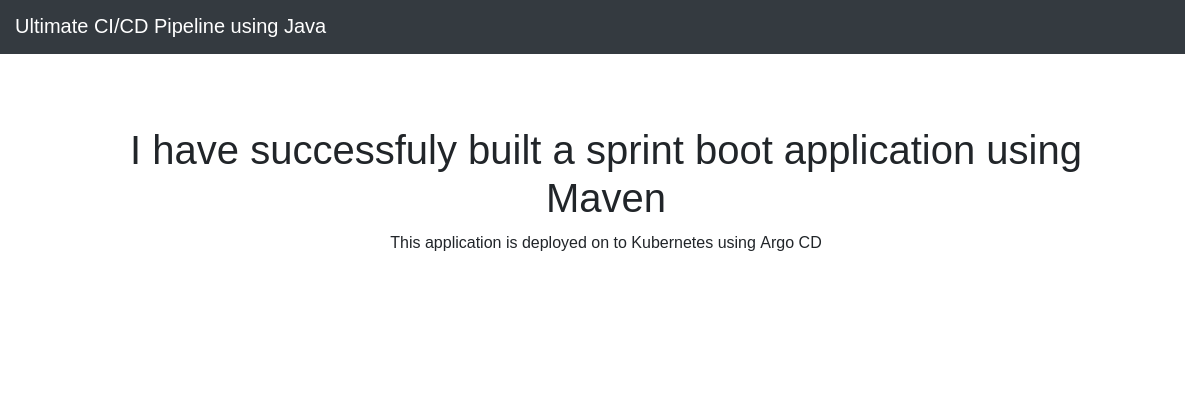 Ultimate CI/CD Pipeline using Java
I have successfuly built a sprint boot application using
Maven
This application is deployed on to Kubernetes using Argo CD